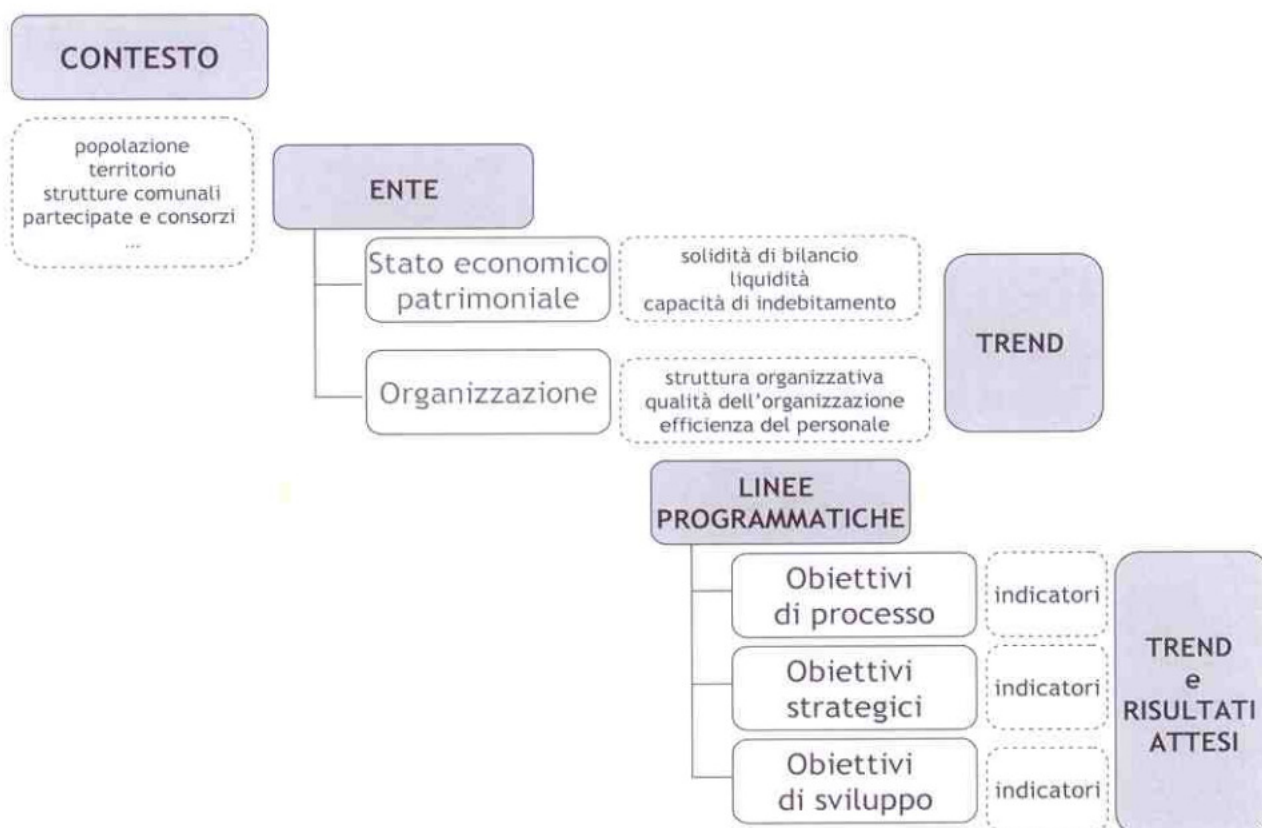 CONTESTO
popolazione
territorio
strutture comunali
partecipate e consorzi
...
ENTE
Stato economico
patrimoniale
solidità di bilancio
liquidità
capacità di indebitamento
Organizzazione
struttura organizzativa
qualità dell'organizzazione
efficienza del personale
TREND
LINEE
PROGRAMMATICHE
Obiettivi
di processo
indicatori
Obiettivi
strategici
indicatori
Obiettivi
di sviluppo
indicatori
TREND
e
RISULTATI
ATTESI